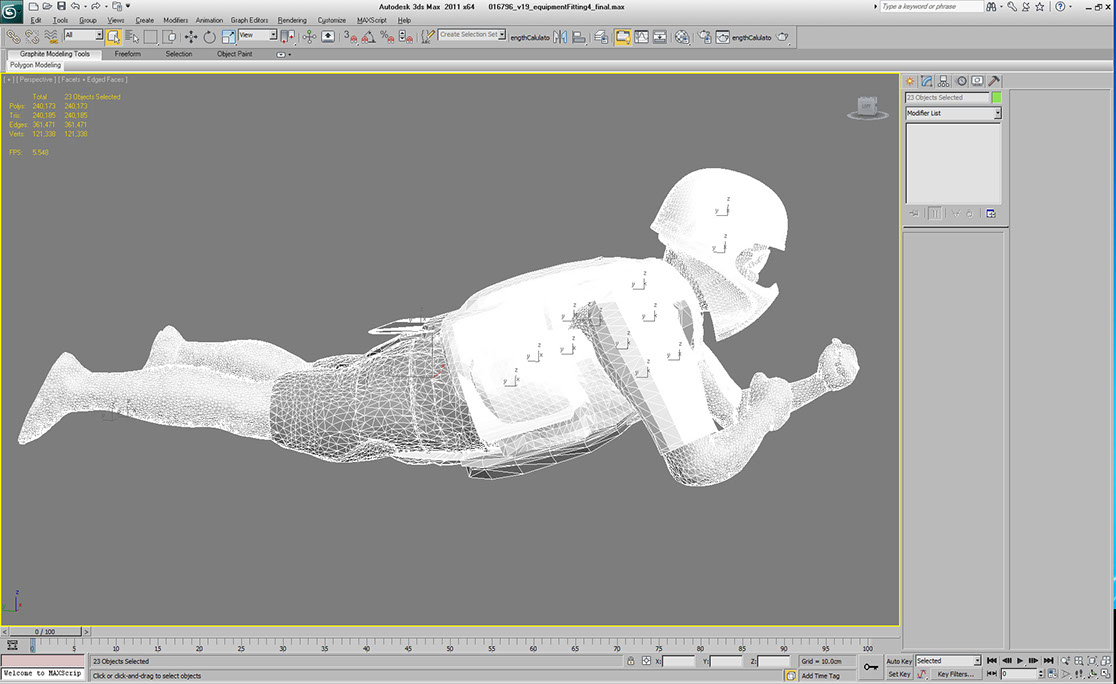 Autodesk 3ds Max 2011 x64 016796_v19_equipmentFitting4_final.max
Type a keyword or phrase
Edit Tools Group Views Create Modifiers Animation Graph Editors Rendering Customize MAXScript Help
All View 3 Create Selection Set engthCalulato engthCalulato
Graphite Modeling Tools Freeform Selection Object Paint
Polygon Modeling
[ + ] [ Perspective ] [ Facets + Edged Faces ]
Total 23 Objects Selected
Polys: 240,173 240,173
Tris: 240,185 240,185
Edges: 361,471 361,471
Verts: 121,338 121,338
FPS: 5.548
23 Objects Selected
Modifier List
0 / 100
0 5 10 15 20 25 30 35 40 45 50 55 60 65 70 75 80 85 90 95 100
23 Objects Selected X: Y: Z: Grid = 10.0cm Auto Key Selected
Welcome to MAXScrip Click or click-and-drag to select objects Add Time Tag Set Key Key Filters... 0